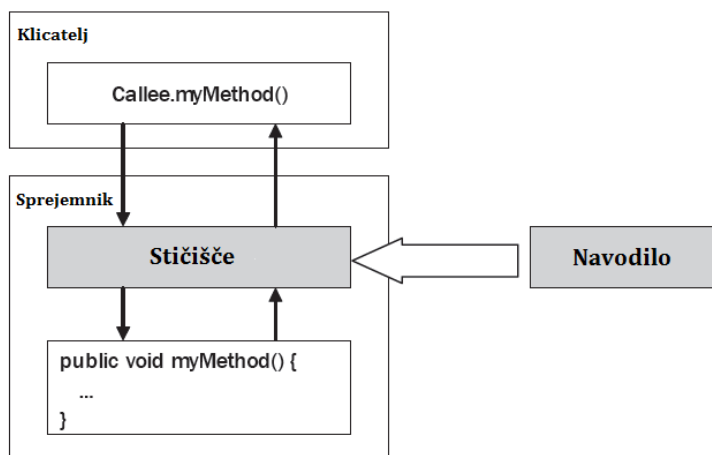 Klicatelj
Callee.myMethod()
Sprejemnik
Stičišče
Navodilo
public void myMethod() {
...
}